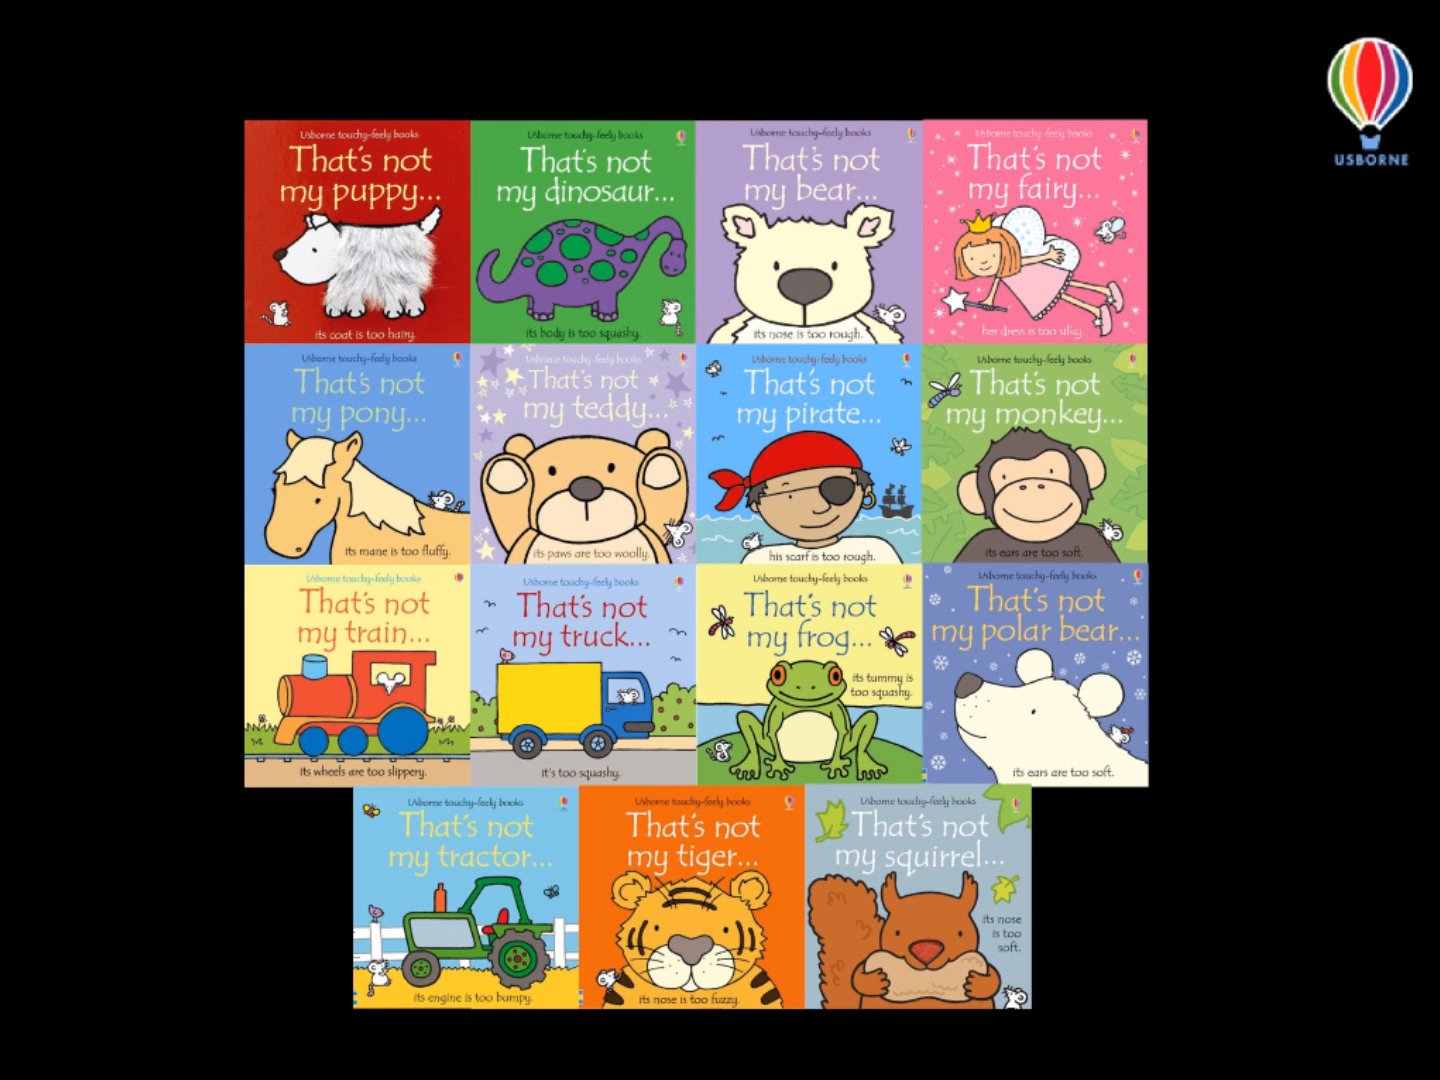 USBORNE
Usborne touchy-feely books
That's not
my puppy...
its coat is too hairy.
Usborne touchy-feely books
That's not
my dinosaur...
its body is too squashy.
Usborne touchy-feely books
That's not
my bear...
its nose is too rough.
Usborne touchy-feely books
That's not
my fairy...
her dress is too silky.
Usborne touchy-feely books
That's not
my pony...
its mane is too fluffy.
Usborne touchy-feely books
That's not
my teddy...
its paws are too woolly.
Usborne touchy-feely books
That's not
my pirate...
his scarf is too rough.
Usborne touchy-feely books
That's not
my monkey...
its ears are too soft.
Usborne touchy-feely books
That's not
my train...
its wheels are too slippery.
Usborne touchy-feely books
That's not
my truck...
it's too squashy.
Usborne touchy-feely books
That's not
my frog...
its tummy is
too squashy.
Usborne touchy-feely books
That's not
my polar bear...
its ears are too soft.
Usborne touchy-feely books
That's not
my tractor...
its engine is too bumpy.
Usborne touchy-feely books
That's not
my tiger...
its nose is too fuzzy.
Usborne touchy-feely books
That's not
my squirrel...
its nose
is too
soft.